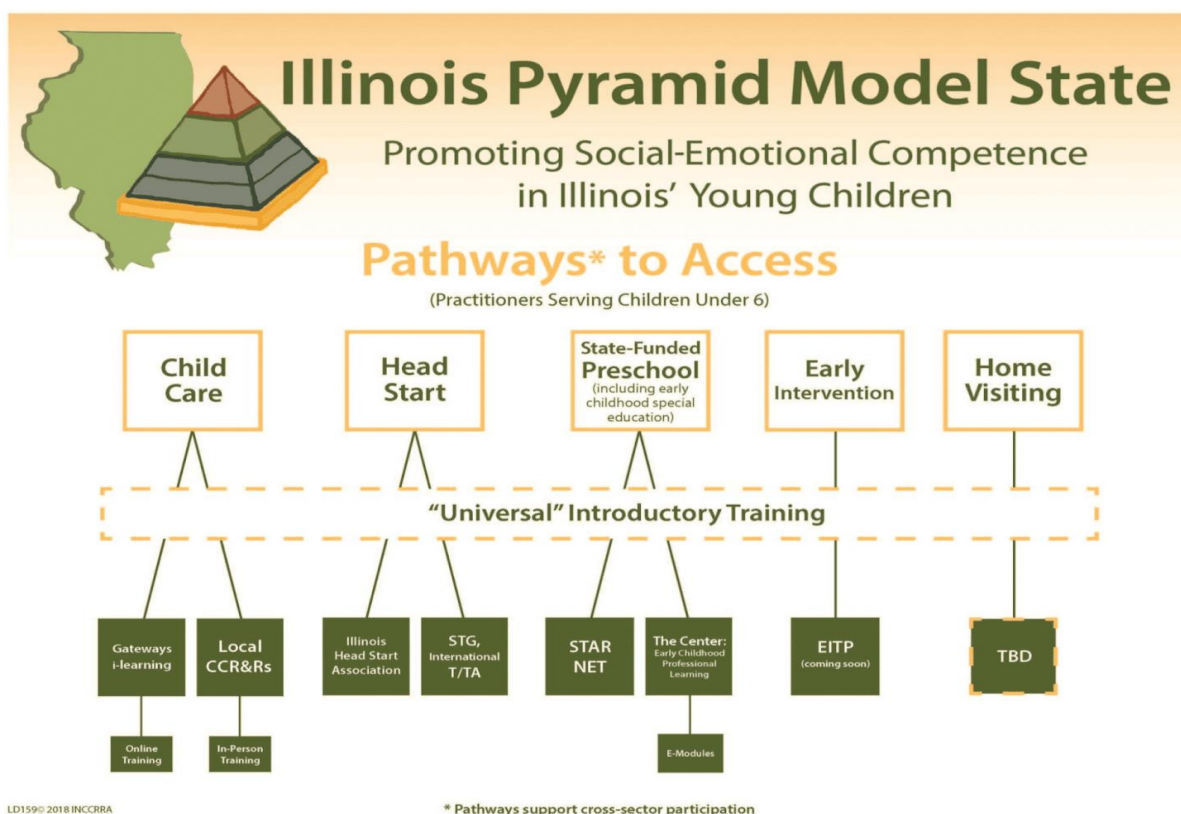 Illinois Pyramid Model State
Promoting Social-Emotional Competence
in Illinois' Young Children
Pathways* to Access
(Practitioners Serving Children Under 6)
Child
Care
Head
Start
State-Funded
Preschool
(including early
childhood special
education)
Early
Intervention
Home
Visiting
“Universal” Introductory Training
Gateways
i-learning
Local
CCR&Rs
Illinois
Head Start
Association
STG,
International
T/TA
STAR
NET
The Center:
Early Childhood
Professional
Learning
EITP
(coming soon)
TBD
Online
Training
In-Person
Training
E-Modules
LD159© 2018 INCCRRA
* Pathways support cross-sector participation